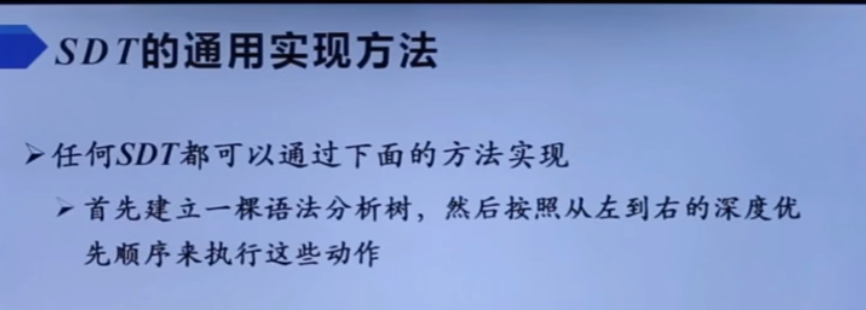 SDT的通用实现方法
任何SDT都可以通过下面的方法实现
首先建立一棵语法分析树，然后按照从左到右的深度优
先顺序来执行这些动作